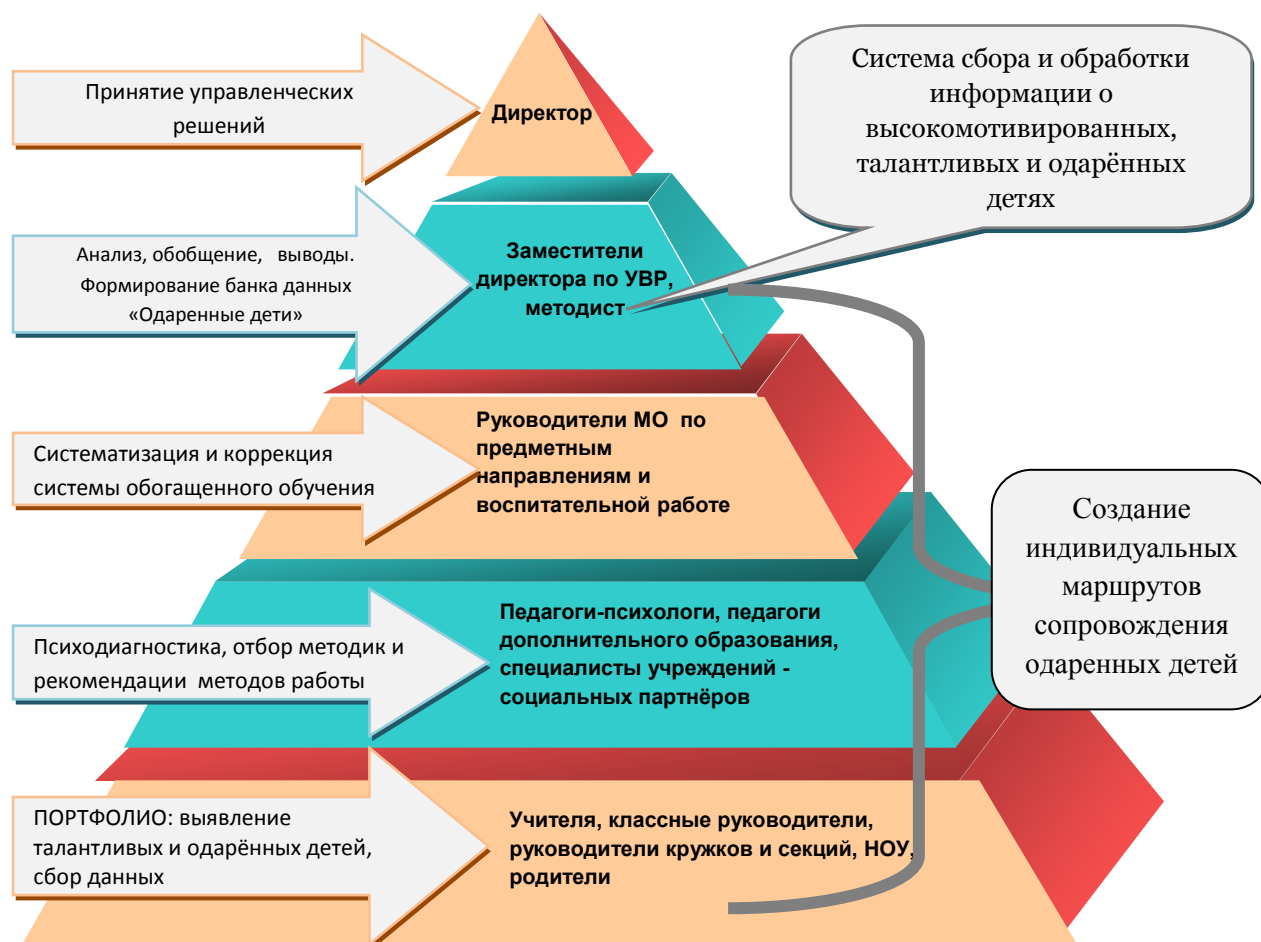 Принятие управленческих
решений
Директор
Система сбора и обработки
информации о
высокомотивированных,
талантливых и одарённых
детях
Анализ, обобщение, выводы.
Формирование банка данных
«Одаренные дети»
Заместители
директора по УВР,
методист
Систематизация и коррекция
системы обогащенного обучения
Руководители МО по
предметным
направлениям и
воспитательной работе
Создание
индивидуальных
маршрутов
сопровождения
одаренных детей
Психодиагностика, отбор методик и
рекомендации методов работы
Педагоги-психологи, педагоги
дополнительного образования,
специалисты учреждений -
социальных партнёров
ПОРТФОЛИО: выявление
талантливых и одарённых детей,
сбор данных
Учителя, классные руководители,
руководители кружков и секций, НОУ,
родители